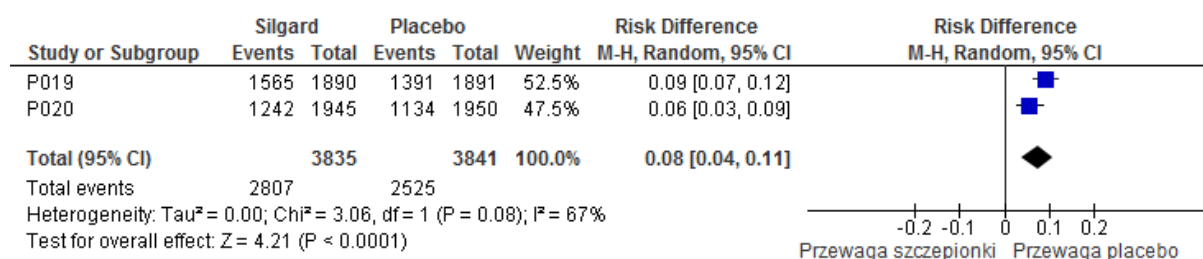 Silgard Placebo Risk Difference Risk Difference
Study or Subgroup Events Total Events Total Weight M-H, Random, 95% CI M-H, Random, 95% CI
P019 1565 1890 1391 1891 52.5% 0.09 [0.07, 0.12]
P020 1242 1945 1134 1950 47.5% 0.06 [0.03, 0.09]
Total (95% CI) 3835 3841 100.0% 0.08 [0.04, 0.11]
Total events 2807 2525
Heterogeneity: Tau² = 0.00; Chi² = 3.06, df = 1 (P = 0.08); I² = 67%
Test for overall effect: Z = 4.21 (P < 0.0001)
-0.2 -0.1 0 0.1 0.2
Przewaga szczepionki Przewaga placebo